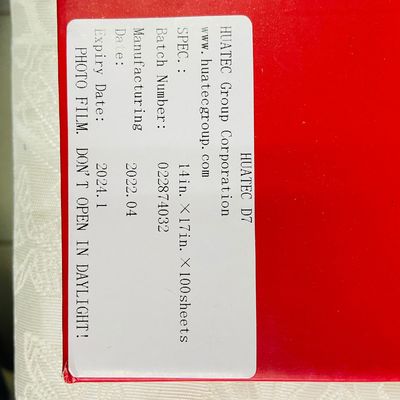 HUATEC D7
HUATEC Group Corporation
www.huatecgroup.com
SPEC.: 14in.×17in.×100sheets
Batch Number: 022874032
Manufacturing 2022.04
Date:
Expiry Date: 2024.1
PHOTO FILM. DON'T OPEN IN DAYLIGHT!